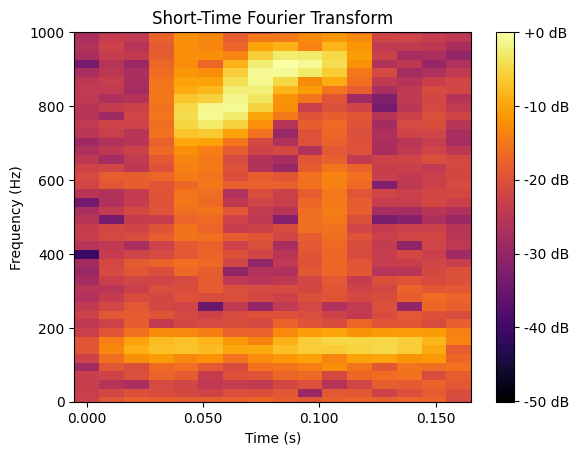 Short-Time Fourier Transform
1000
800
600
400
200
0
Frequency (Hz)
0.000
0.050
0.100
0.150
Time (s)
+0 dB
-10 dB
-20 dB
-30 dB
-40 dB
-50 dB